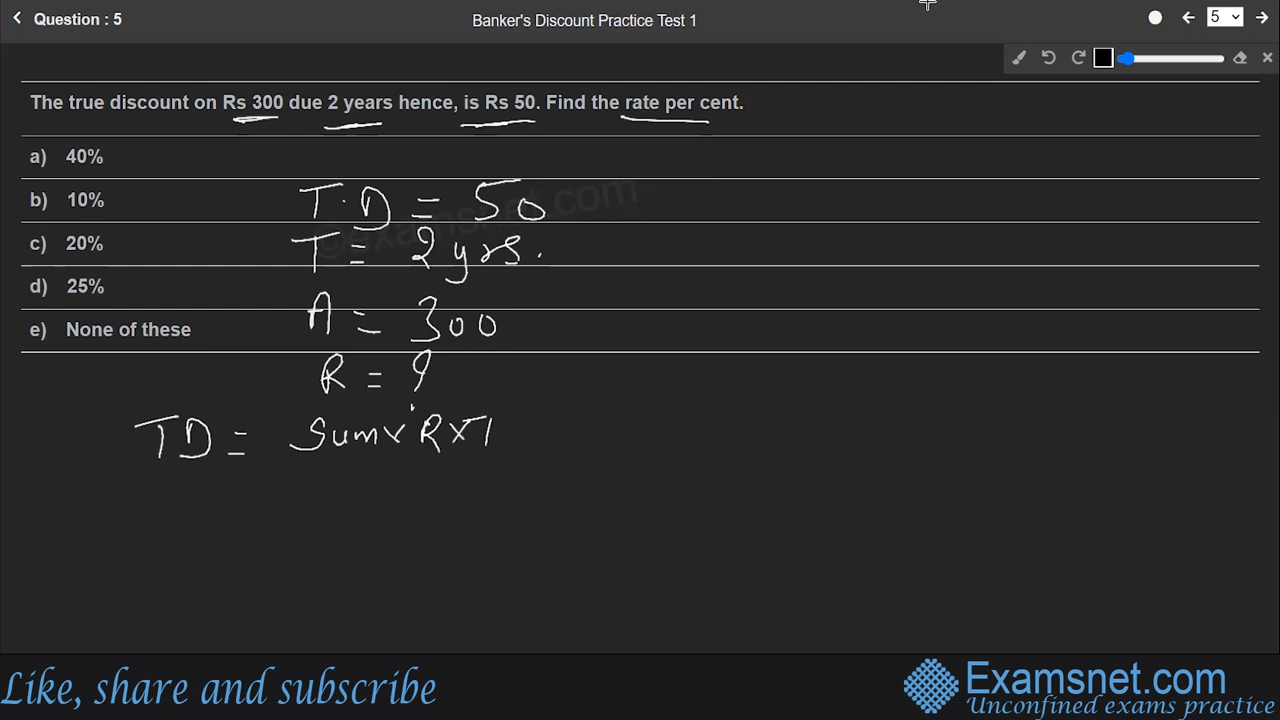 Question : 5
Banker's Discount Practice Test 1
5
The true discount on Rs 300 due 2 years hence, is Rs 50. Find the rate per cent.
a) 40%
b) 10%
c) 20%
d) 25%
e) None of these
©examsnet.com
T.D = 50
T = 2 yrs.
A = 300
R = ?
TD = Sum x R x T
Like, share and subscribe
Examsnet.com
Unconfined exams practice